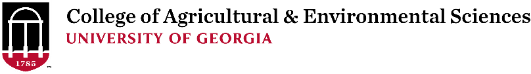 College of Agricultural & Environmental Sciences
UNIVERSITY OF GEORGIA
1785